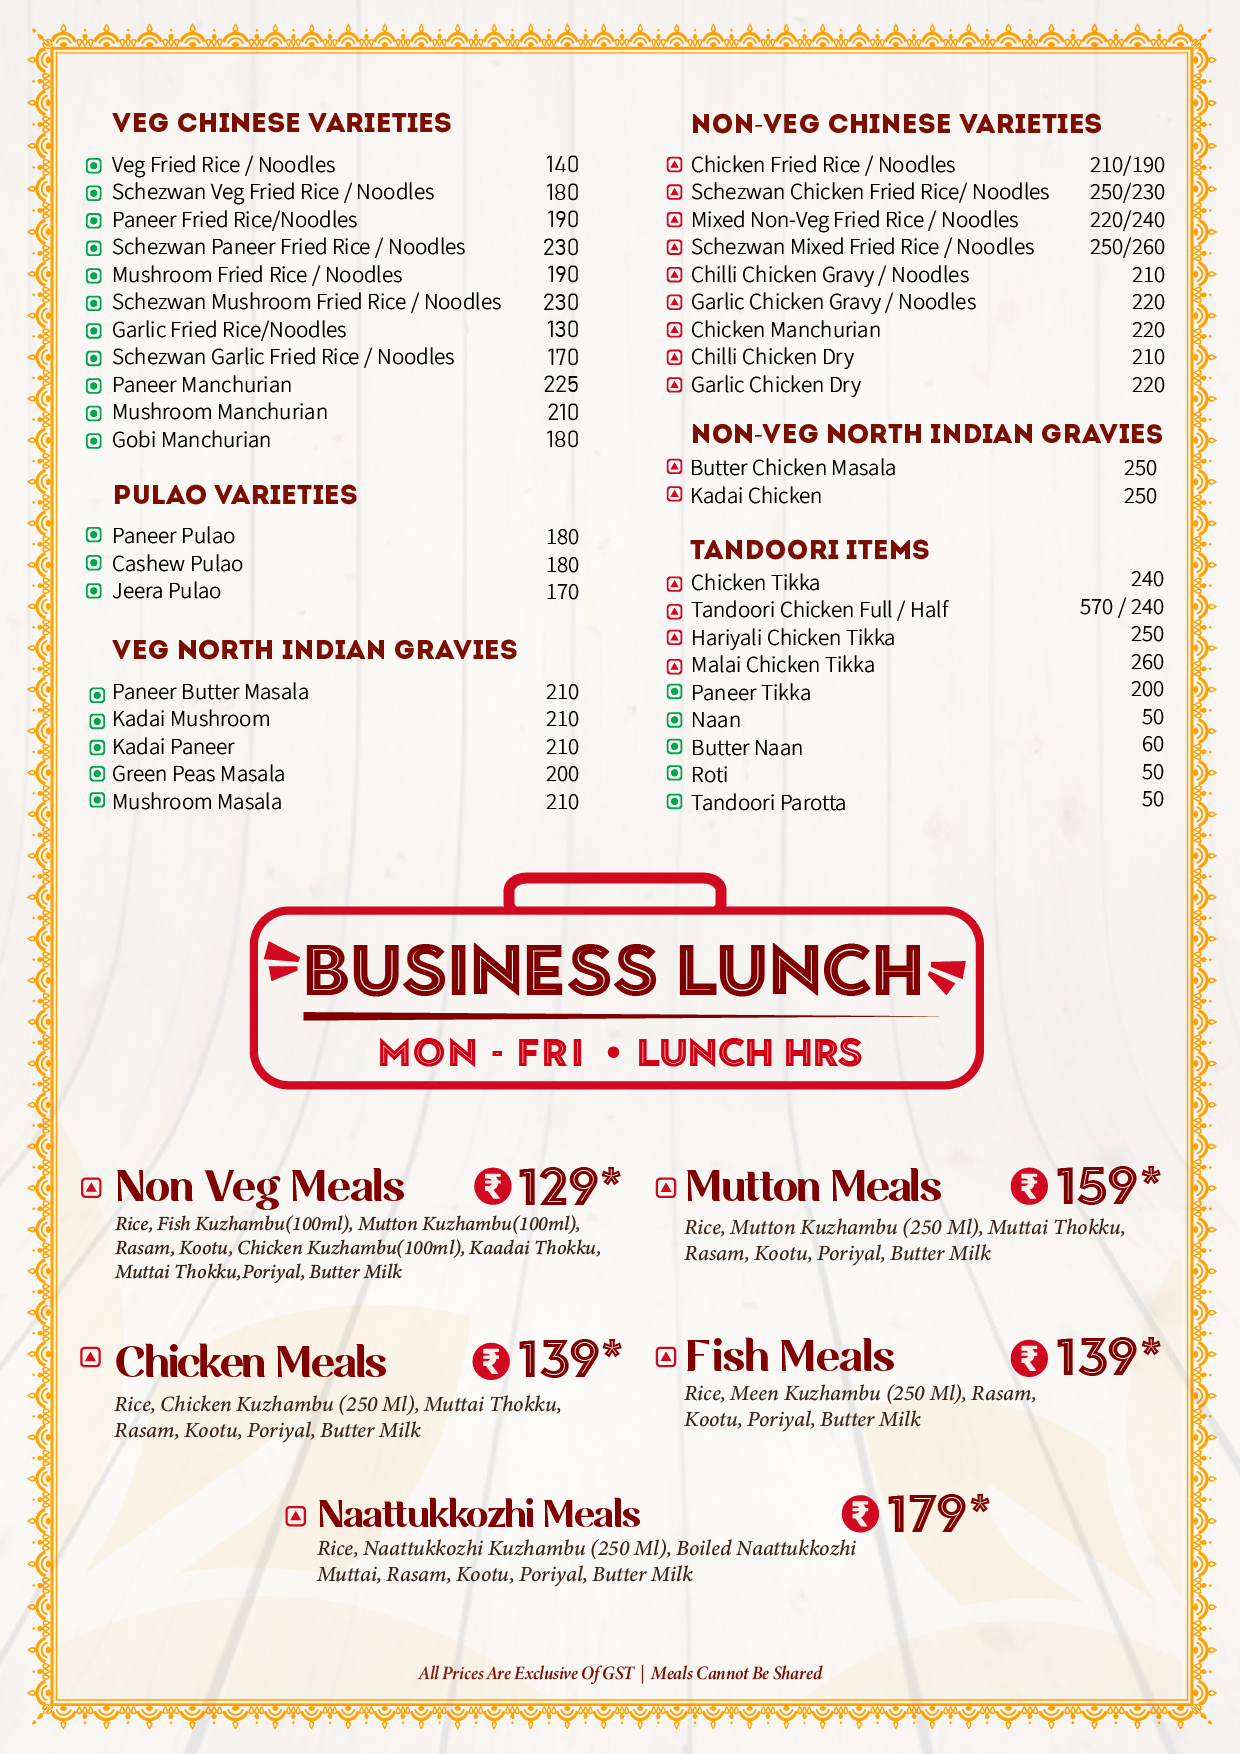 VEG CHINESE VARIETIES
Veg Fried Rice / Noodles 140
Schezwan Veg Fried Rice / Noodles 180
Paneer Fried Rice/Noodles 190
Schezwan Paneer Fried Rice / Noodles 230
Mushroom Fried Rice / Noodles 190
Schezwan Mushroom Fried Rice / Noodles 230
Garlic Fried Rice/Noodles 130
Schezwan Garlic Fried Rice / Noodles 170
Paneer Manchurian 225
Mushroom Manchurian 210
Gobi Manchurian 180
PULAO VARIETIES
Paneer Pulao 180
Cashew Pulao 180
Jeera Pulao 170
VEG NORTH INDIAN GRAVIES
Paneer Butter Masala 210
Kadai Mushroom 210
Kadai Paneer 210
Green Peas Masala 200
Mushroom Masala 210
NON-VEG CHINESE VARIETIES
Chicken Fried Rice / Noodles 210/190
Schezwan Chicken Fried Rice/ Noodles 250/230
Mixed Non-Veg Fried Rice / Noodles 220/240
Schezwan Mixed Fried Rice / Noodles 250/260
Chilli Chicken Gravy / Noodles 210
Garlic Chicken Gravy / Noodles 220
Chicken Manchurian 220
Chilli Chicken Dry 210
Garlic Chicken Dry 220
NON-VEG NORTH INDIAN GRAVIES
Butter Chicken Masala 250
Kadai Chicken 250
TANDOORI ITEMS
Chicken Tikka 240
Tandoori Chicken Full / Half 570 / 240
Hariyali Chicken Tikka 250
Malai Chicken Tikka 260
Paneer Tikka 200
Naan 50
Butter Naan 60
Roti 50
Tandoori Parotta 50
BUSINESS LUNCH
MON - FRI • LUNCH HRS
Non Veg Meals ₹ 129*
Rice, Fish Kuzhambu(100ml), Mutton Kuzhambu(100ml),
Rasam, Kootu, Chicken Kuzhambu(100ml), Kaadai Thokku,
Muttai Thokku,Poriyal, Butter Milk
Mutton Meals ₹ 159*
Rice, Mutton Kuzhambu (250 Ml), Muttai Thokku,
Rasam, Kootu, Poriyal, Butter Milk
Chicken Meals ₹ 139*
Rice, Chicken Kuzhambu (250 Ml), Muttai Thokku,
Rasam, Kootu, Poriyal, Butter Milk
Fish Meals ₹ 139*
Rice, Meen Kuzhambu (250 Ml), Rasam,
Kootu, Poriyal, Butter Milk
Naattukkozhi Meals ₹ 179*
Rice, Naattukkozhi Kuzhambu (250 Ml), Boiled Naattukkozhi
Muttai, Rasam, Kootu, Poriyal, Butter Milk
All Prices Are Exclusive Of GST | Meals Cannot Be Shared